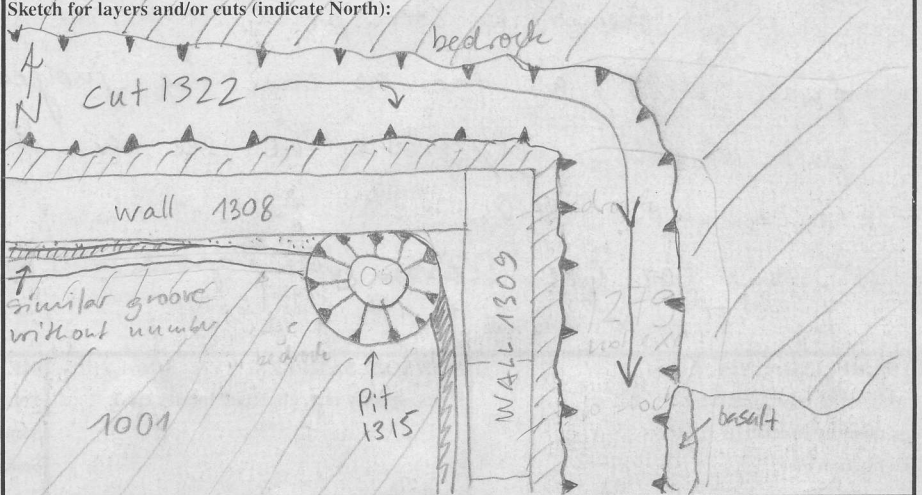 Sketch for layers and/or cuts (indicate North):
bedrock
N
Cut 1322
wall 1308
WALL 1309
similar groove
without number
bedrock
Pit
1315
1001
basalt